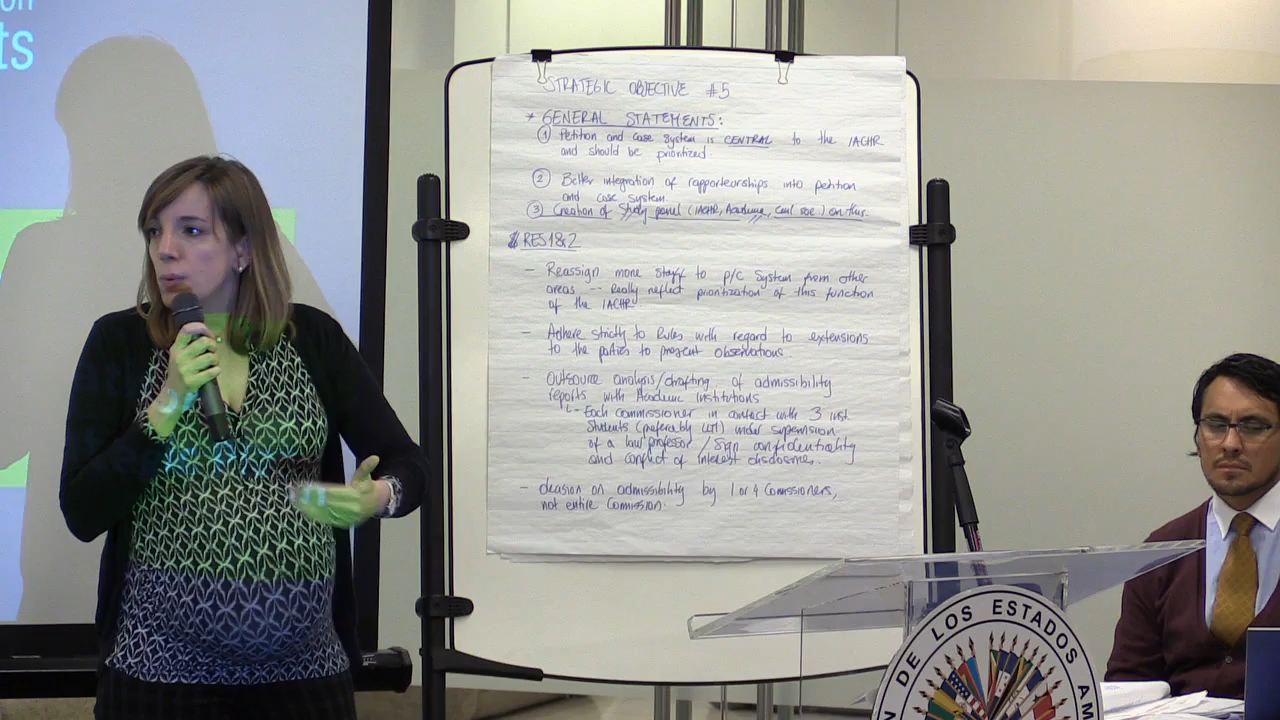 on
ts
STRATEGIC OBJECTIVE #5
* GENERAL STATEMENTS:
① Petition and case system is CENTRAL to the IACHR
and should be prioritized.
② Better integration of rapporteurships into petition
and case system.
③ Creation of study panel (IACHR, Academia, Civil soc.) on this.
RES 1&2
- Reassign more staff to P/C System from other
areas -- Really reflect prioritization of this function
of the IACHR.
- Adhere strictly to Rules with regard to extensions
to the parties to present observations.
- Outsource analysis/drafting of admissibility
reports with Academic Institutions
- Each commissioner in contact with 3 inst.
Students (preferably LLM) under supervision
of a law professor / sign confidentiality
and conflict of interest disclosures.
- decision on admissibility by 1 or 4 Comissioners,
not entire Comission.
N DE LOS ESTADOS AM